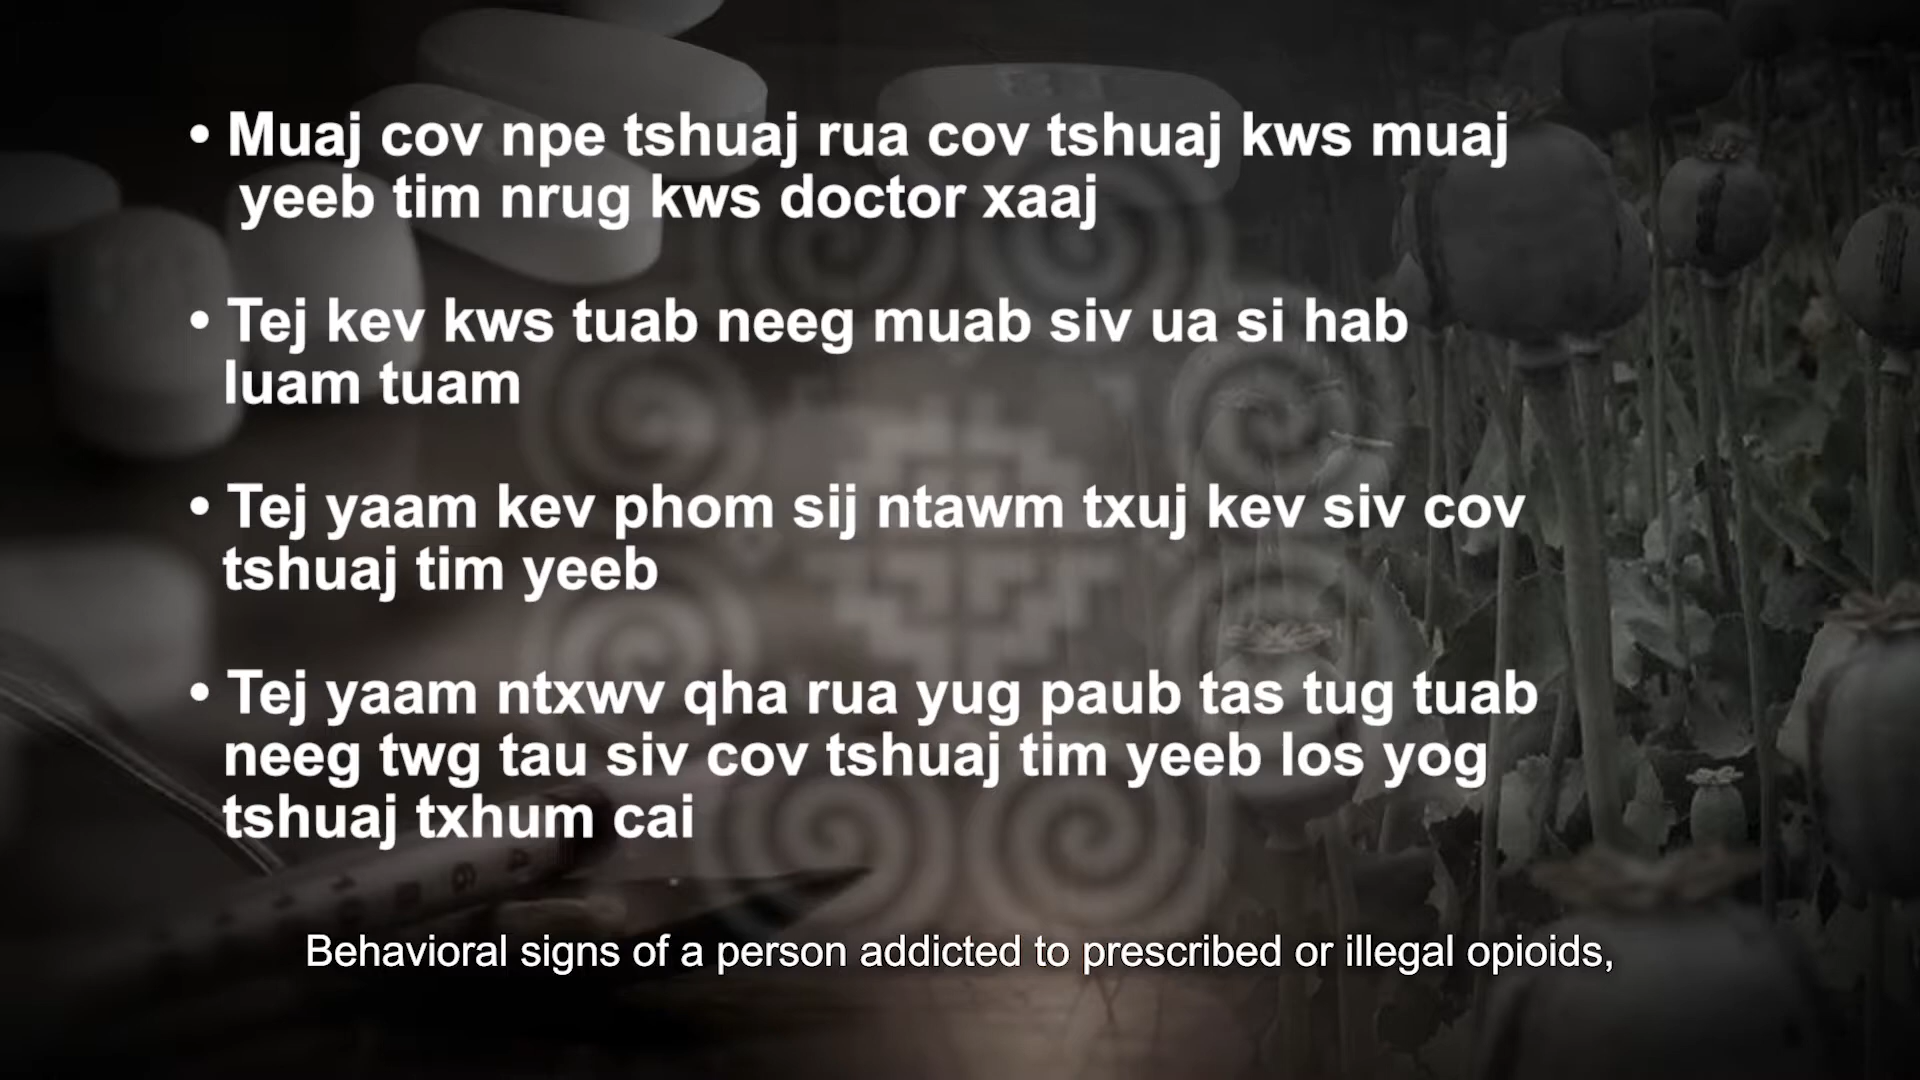 • Muaj cov npe tshuaj rua cov tshuaj kws muaj
yeeb tim nrug kws doctor xaaj
• Tej kev kws tuab neeg muab siv ua si hab
luam tuam
• Tej yaam kev phom sij ntawm txuj kev siv cov
tshuaj tim yeeb
• Tej yaam ntxwv qha rua yug paub tas tug tuab
neeg twg tau siv cov tshuaj tim yeeb los yog
tshuaj txhum cai
Behavioral signs of a person addicted to prescribed or illegal opioids,